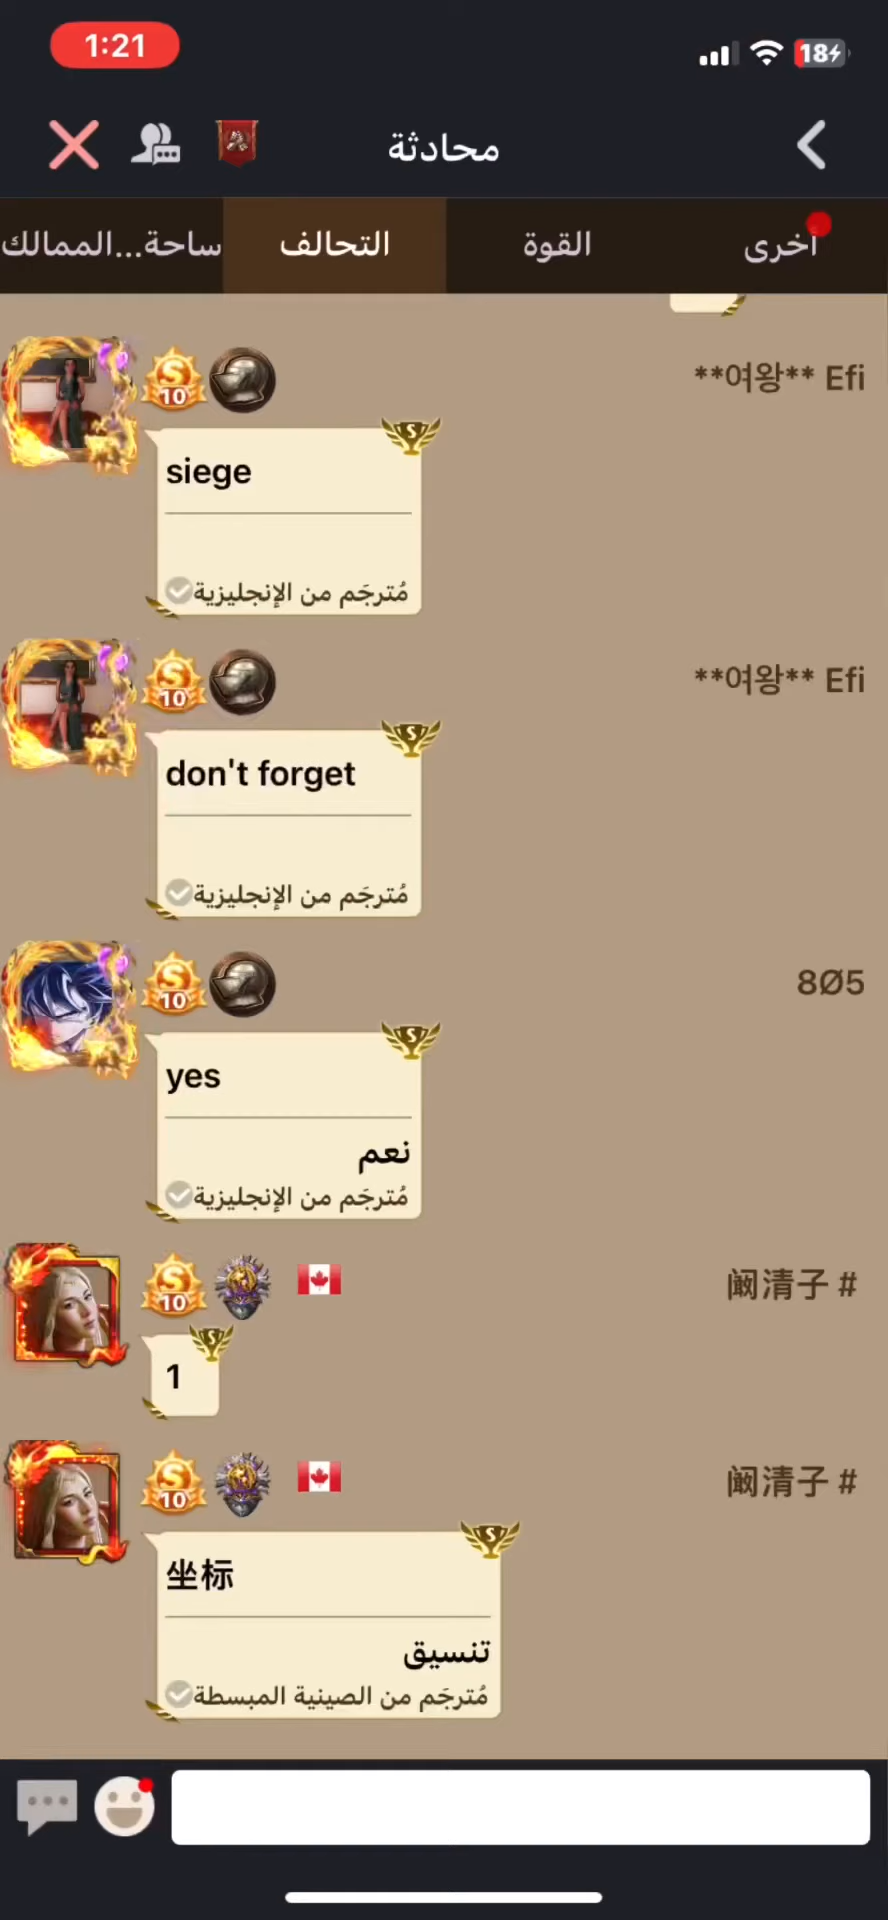 1:21
18
محادثة
أخرى
القوة
التحالف
ساحة...الممالك
**여왕** Efi
S
10
S
siege
مُترجَم من الإنجليزية
**여왕** Efi
S
10
S
don't forget
مُترجَم من الإنجليزية
8Ø5
S
10
S
yes
نعم
مُترجَم من الإنجليزية
阚清子 #
S
10
S
1
阚清子 #
S
10
S
坐标
تنسيق
مُترجَم من الصينية المبسطة